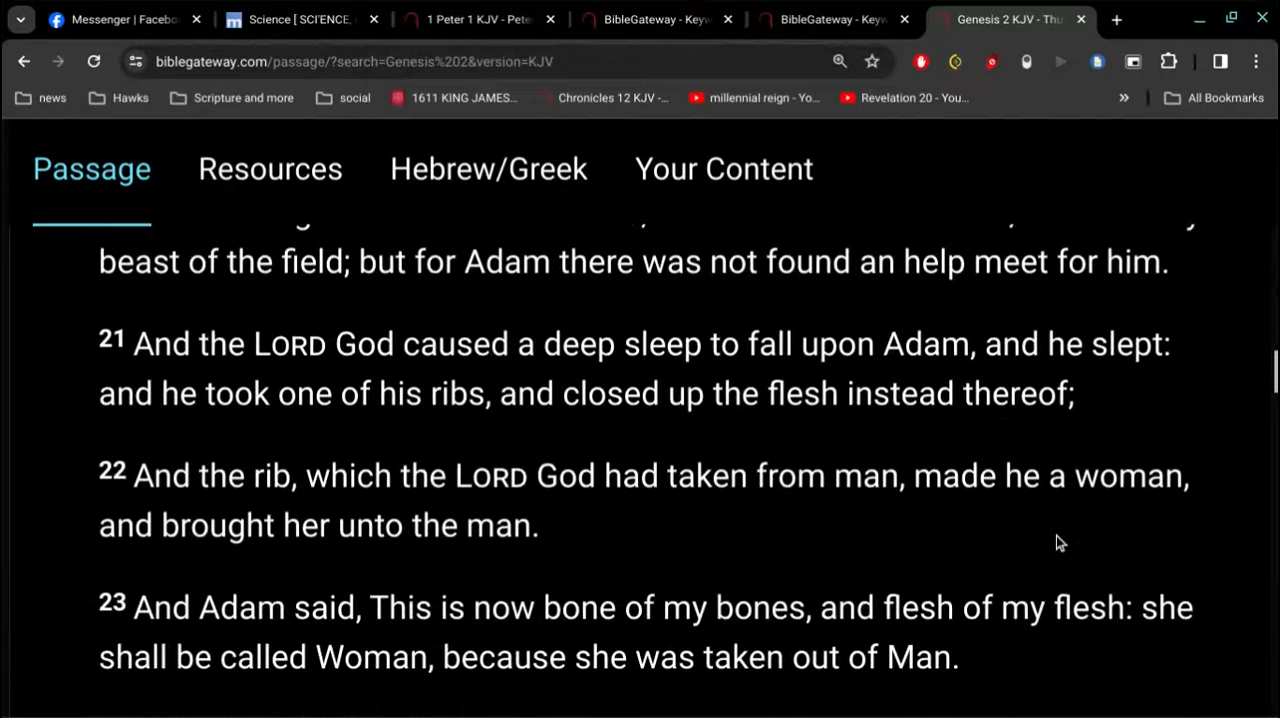 Messenger | Facebo
Science [ SCI'ENCE,
1 Peter 1 KJV - Pete
BibleGateway - Keyw
BibleGateway - Keyw
Genesis 2 KJV - Thu
biblegateway.com/passage/?search=Genesis%202&version=KJV
news
Hawks
Scripture and more
social
1611 KING JAMES...
Chronicles 12 KJV -...
millennial reign - Yo...
Revelation 20 - You...
All Bookmarks
Passage Resources Hebrew/Greek Your Content
beast of the field; but for Adam there was not found an help meet for him.
21 And the LORD God caused a deep sleep to fall upon Adam, and he slept:
and he took one of his ribs, and closed up the flesh instead thereof;
22 And the rib, which the LORD God had taken from man, made he a woman,
and brought her unto the man.
23 And Adam said, This is now bone of my bones, and flesh of my flesh: she
shall be called Woman, because she was taken out of Man.